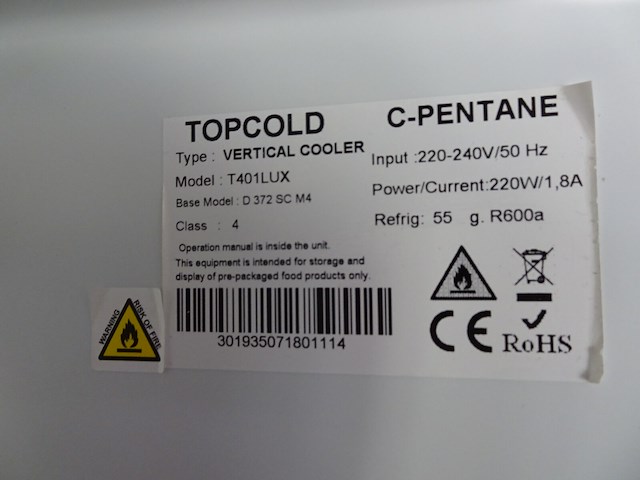 TOPCOLD
C-PENTANE
Type : VERTICAL COOLER
Input :220-240V/50 Hz
Model : T401LUX
Power/Current:220W/1,8A
Base Model : D 372 SC M4
Refrig: 55 g. R600a
Class : 4
Operation manual is inside the unit.
This equipment is intended for storage and
display of pre-packaged food products only.
301935071801114
CE
RoHS
WARNING
RISK OF FIRE